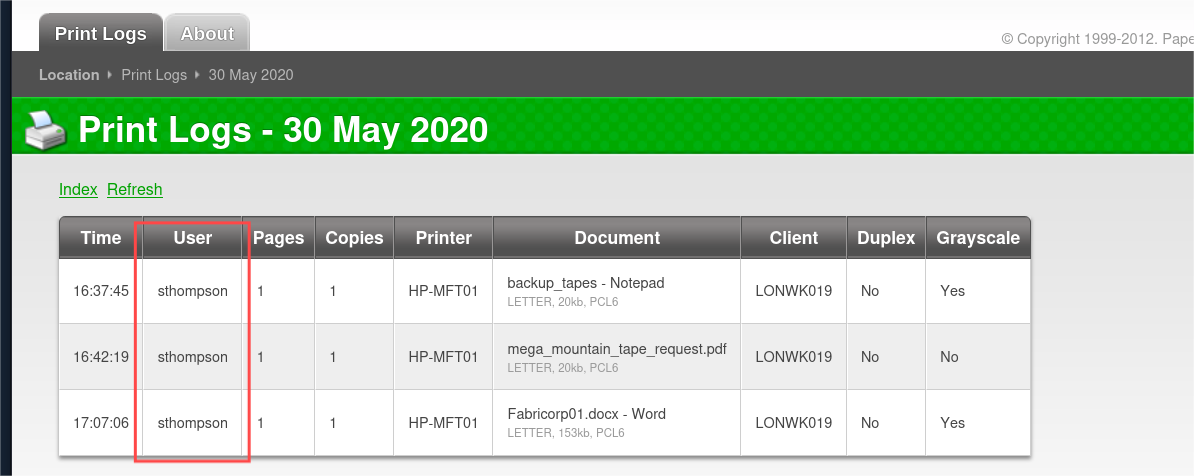 Print Logs About
© Copyright 1999-2012. Pape
Location Print Logs 30 May 2020
Print Logs - 30 May 2020
Index Refresh
Time User Pages Copies Printer Document Client Duplex Grayscale
16:37:45 sthompson 1 1 HP-MFT01 backup_tapes - Notepad LONWK019 No Yes
LETTER, 20kb, PCL6
16:42:19 sthompson 1 1 HP-MFT01 mega_mountain_tape_request.pdf LONWK019 No No
LETTER, 20kb, PCL6
17:07:06 sthompson 1 1 HP-MFT01 Fabricorp01.docx - Word LONWK019 No Yes
LETTER, 153kb, PCL6